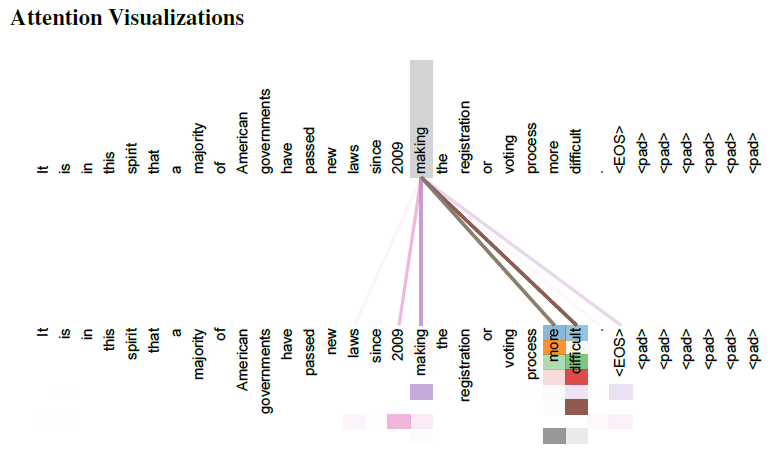 Attention Visualizations
It is in this spirit that a majority of American governments have passed new laws since 2009 making the registration or voting process more difficult . <EOS> <pad> <pad> <pad> <pad> <pad> <pad>
It is in this spirit that a majority of American governments have passed new laws since 2009 making the registration or voting process more difficult . <EOS> <pad> <pad> <pad> <pad> <pad> <pad>